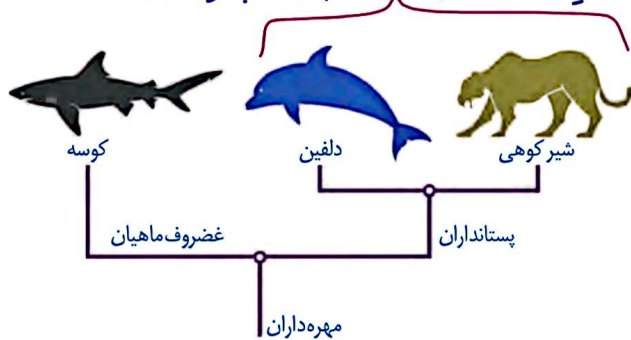 کوسه
دلفین
شیر کوهی
غضروف‌ماهیان
پستانداران
مهره‌داران